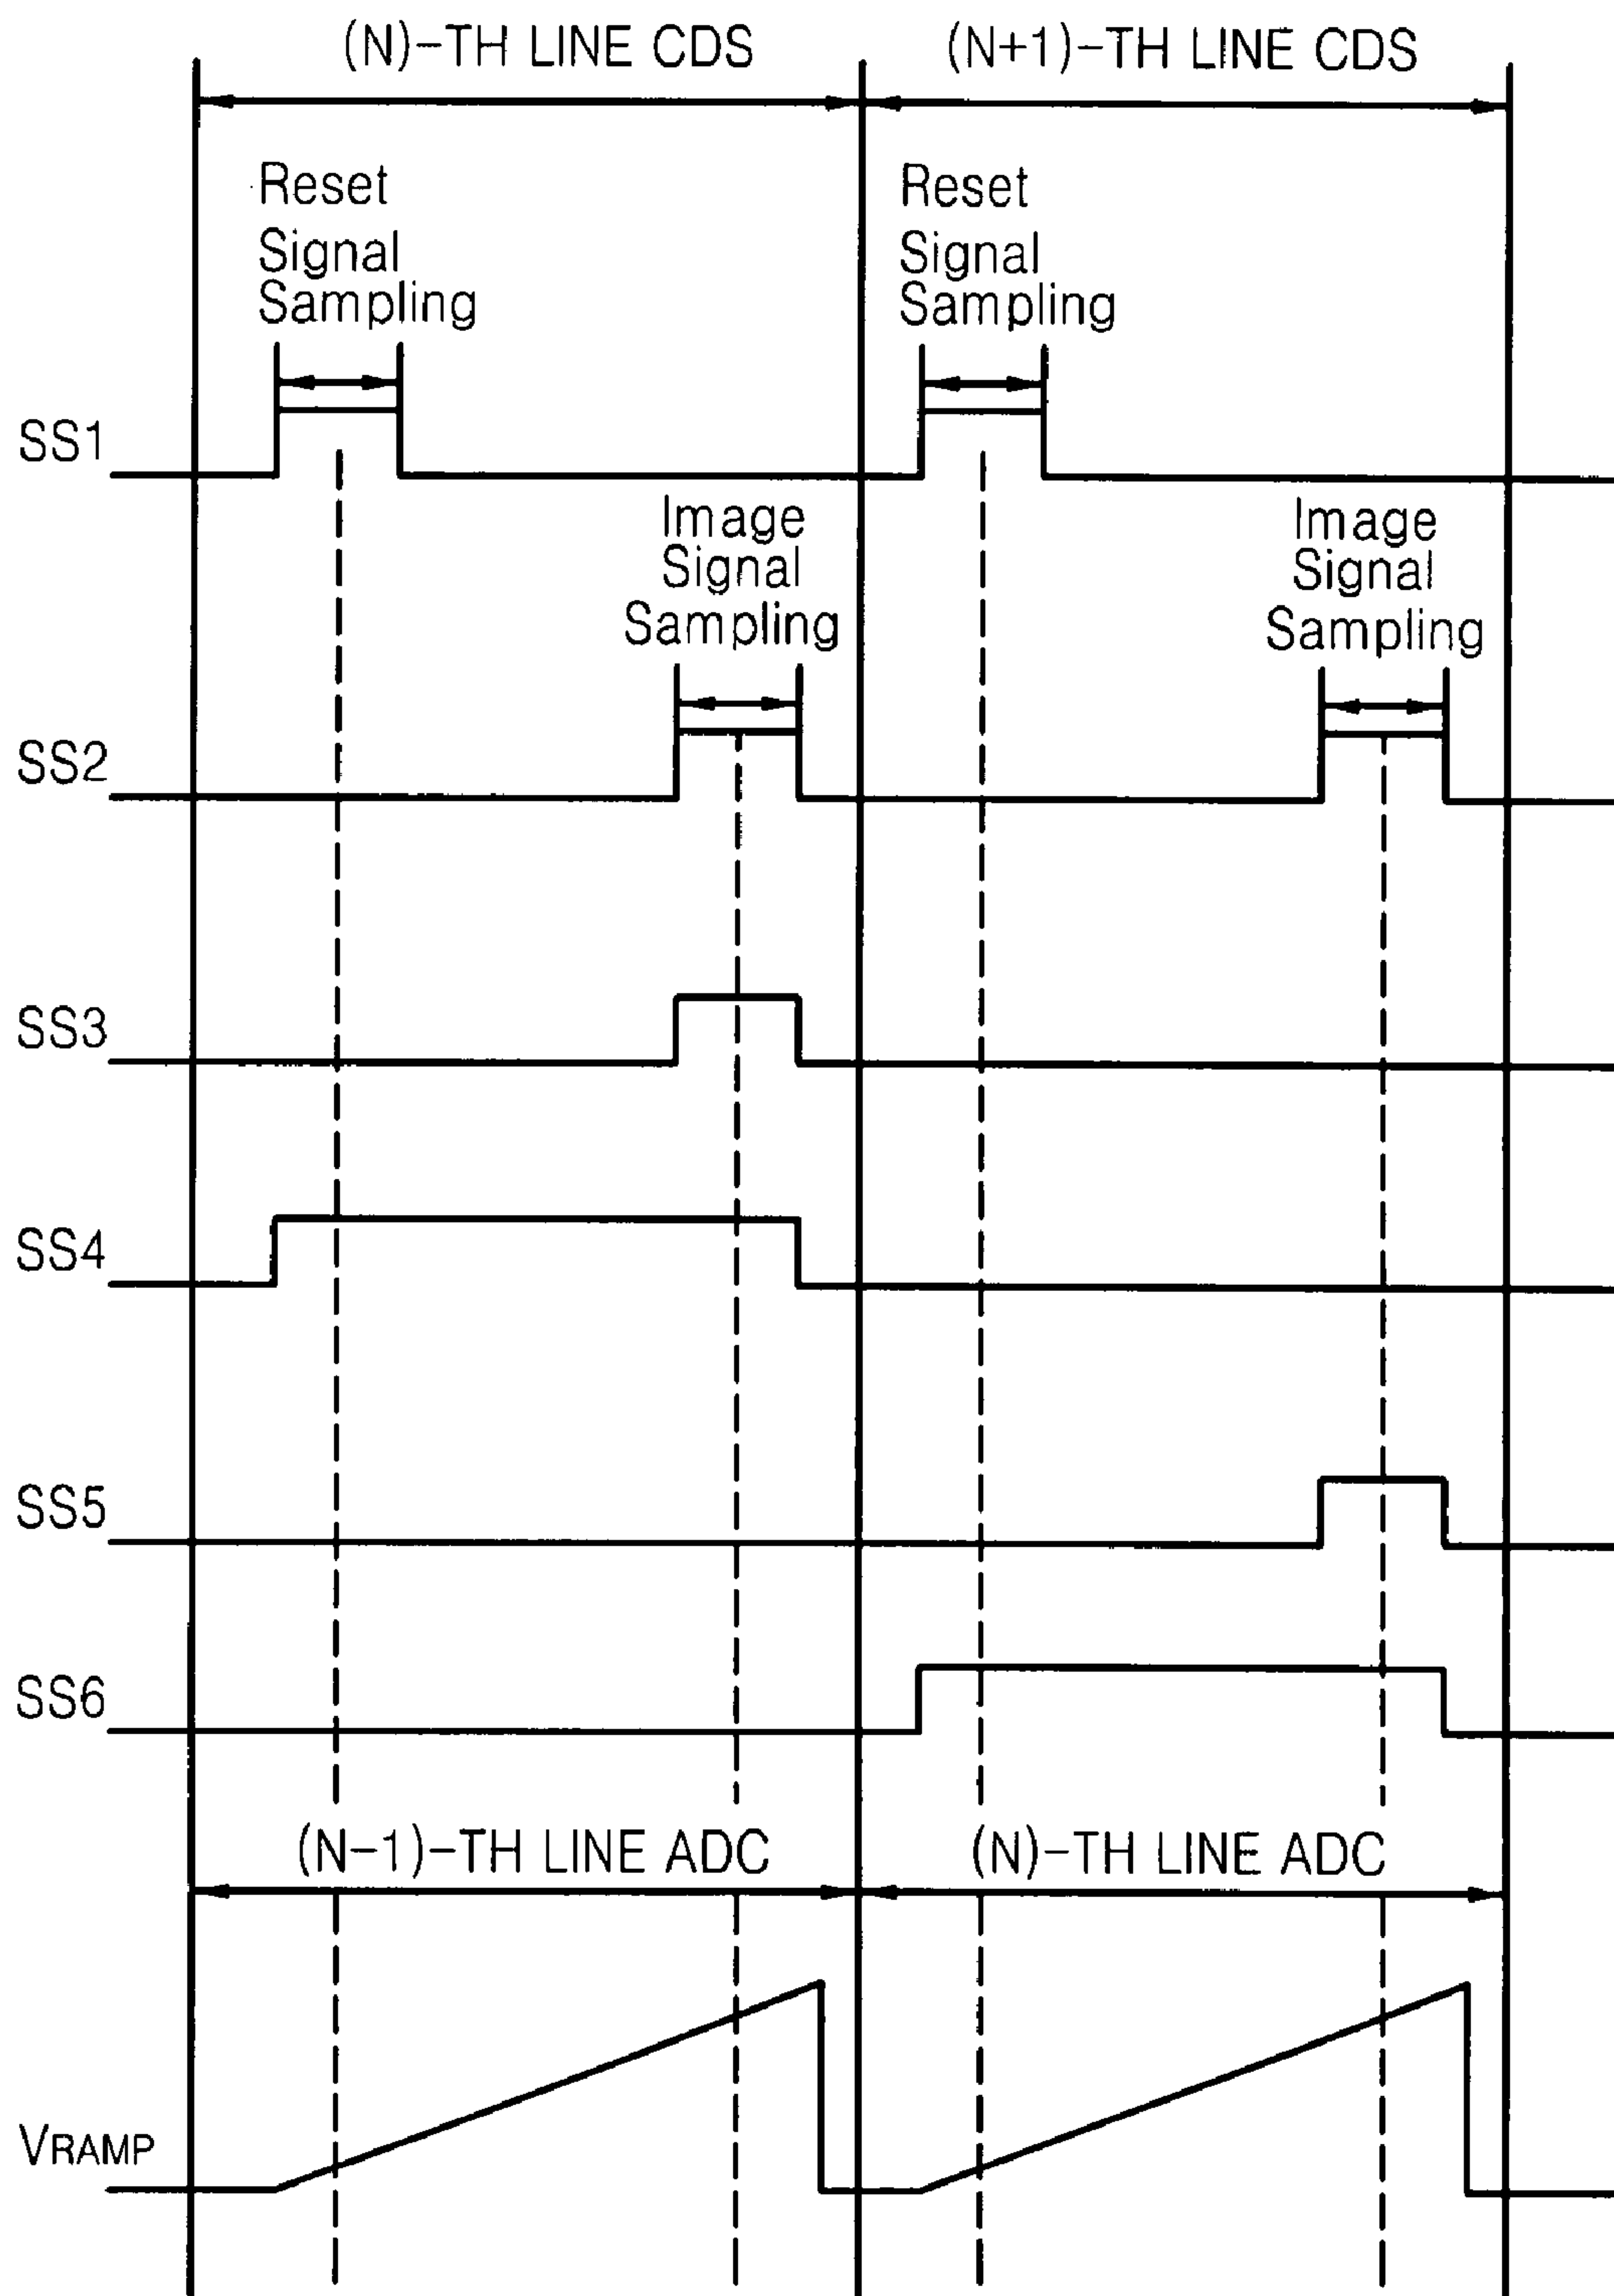 (N)-TH LINE CDS
(N+1)-TH LINE CDS
Reset
Signal
Sampling
Reset
Signal
Sampling
SS1
Image
Signal
Sampling
Image
Signal
Sampling
SS2
SS3
SS4
SS5
SS6
(N-1)-TH LINE ADC
(N)-TH LINE ADC
VRAMP